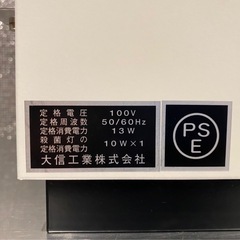 定格電圧 100V
定格周波数 50/60Hz
定格消費電力 13W
殺菌灯の
定格消費電力 10W×1
大信工業株式会社
PS
E